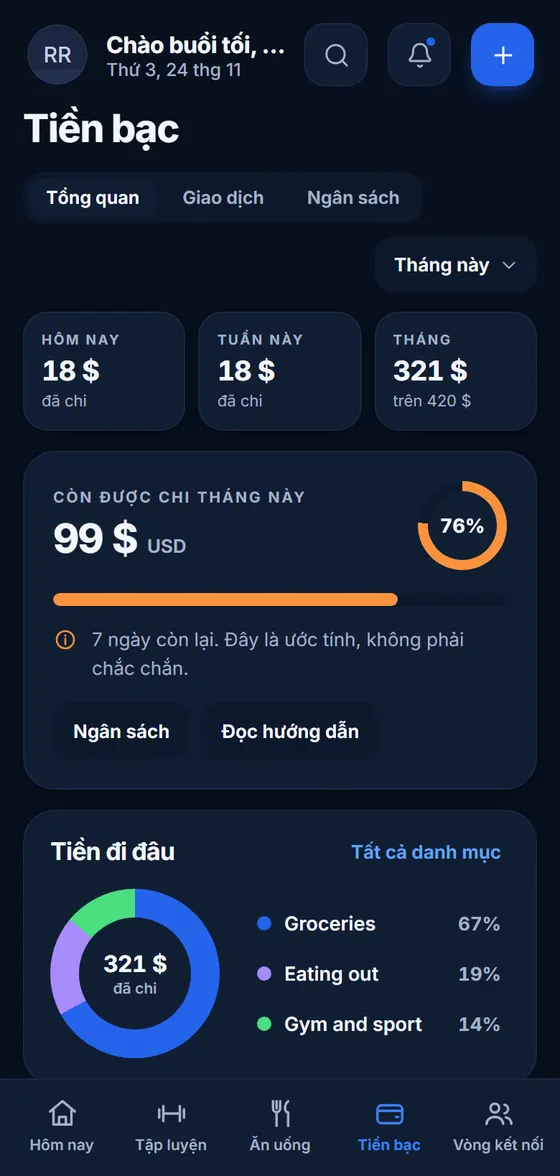 RR
Chào buổi tối, ...
Thứ 3, 24 thg 11
Tiền bạc
Tổng quan
Giao dịch
Ngân sách
Tháng này
HÔM NAY
18 $
đã chi
TUẦN NÀY
18 $
đã chi
THÁNG
321 $
trên 420 $
CÒN ĐƯỢC CHI THÁNG NÀY
99 $ USD
76%
7 ngày còn lại. Đây là ước tính, không phải
chắc chắn.
Ngân sách
Đọc hướng dẫn
Tiền đi đâu
Tất cả danh mục
321 $
đã chi
Groceries 67%
Eating out 19%
Gym and sport 14%
Hôm nay
Tập luyện
Ăn uống
Tiền bạc
Vòng kết nối